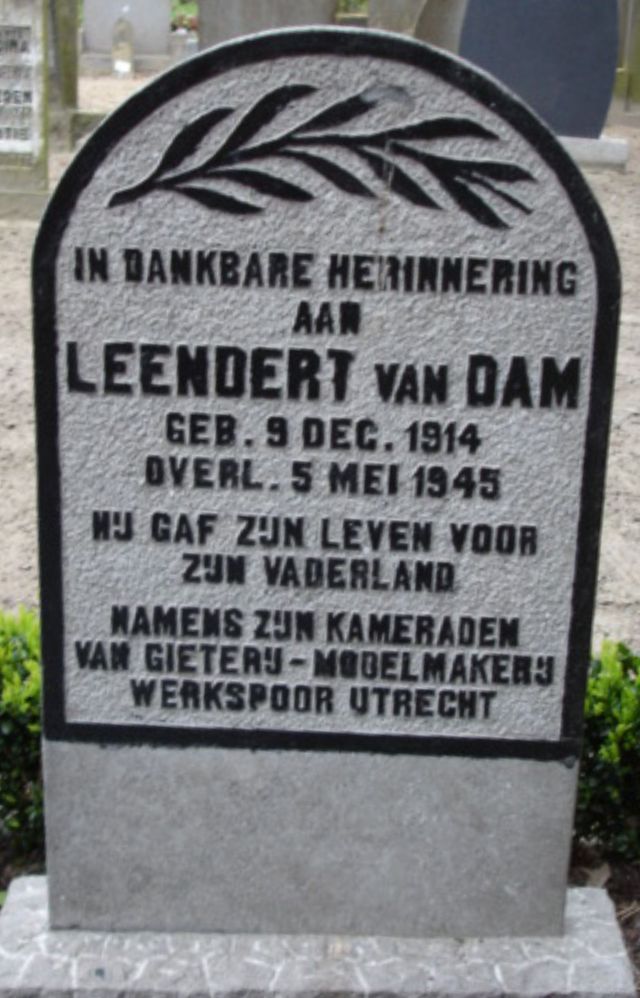 IN DANKBARE HERINNERING
AAN
LEENDERT VAN DAM
GEB. 9 DEC. 1914
OVERL. 5 MEI 1945
HIJ GAF ZIJN LEVEN VOOR
ZIJN VADERLAND
NAMENS ZIJN KAMERADEN
VAN GIETERIJ - MODELMAKERIJ
WERKSPOOR UTRECHT